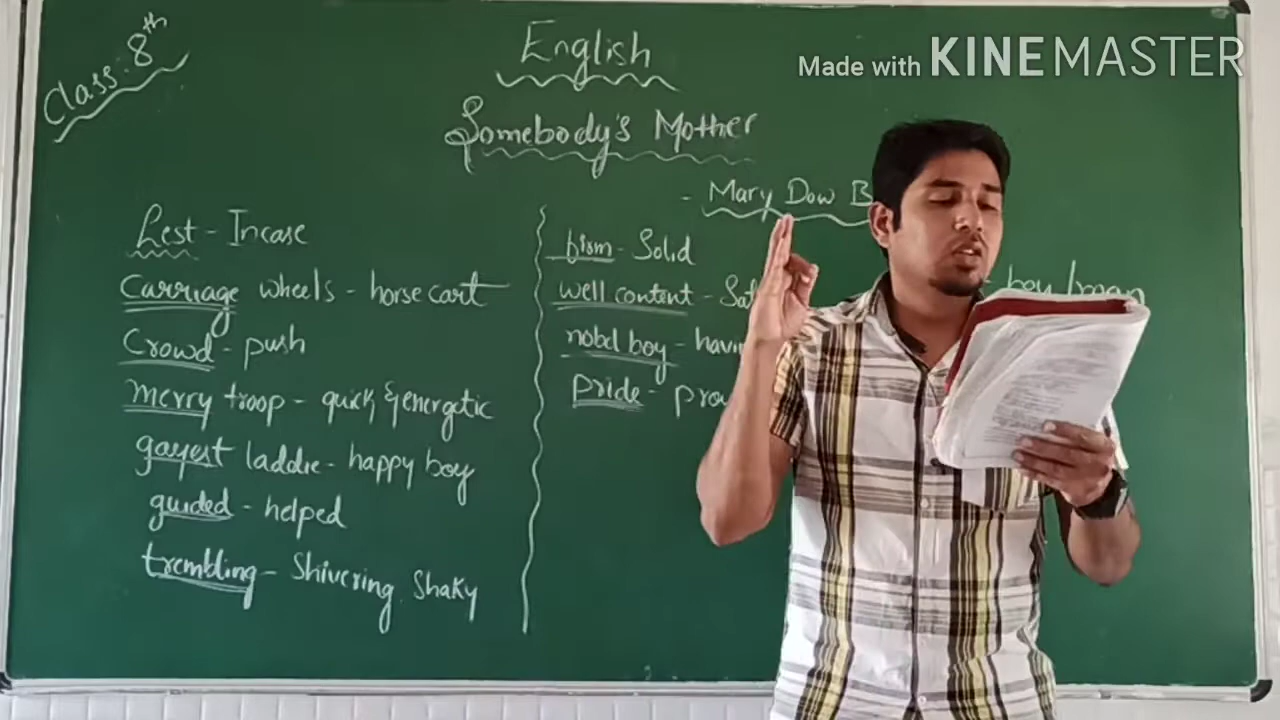 Class: 8th
English
Made with KINEMASTER
Somebody's Mother
- Mary Dow B
Lest - Incase
Carriage wheels - horse cart
Crowd - push
merry troop - quick & energetic
gayest laddie - happy boy
guided - helped
trembling - Shivering. Shaky
firm - Solid
well content - Sat
nobel boy - havin
Pride - prou
- boy began